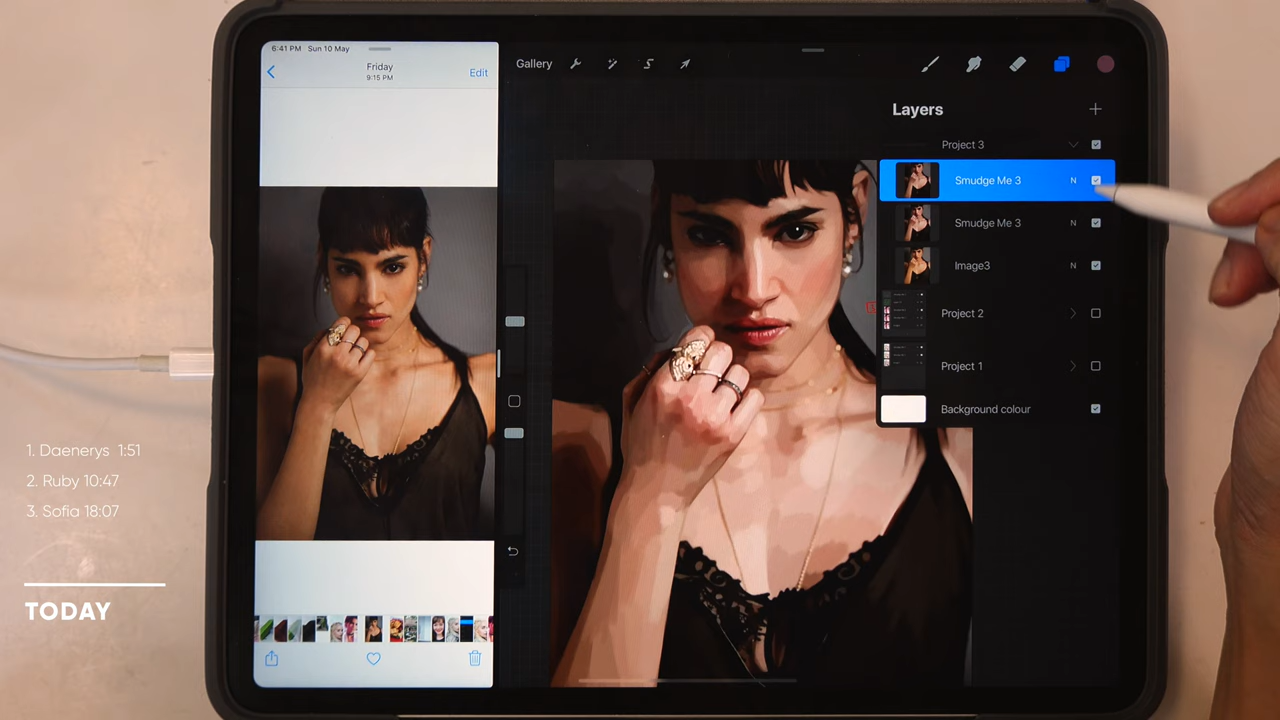 6:41 PM Sun 10 May
Friday
9:15 PM
Edit
Gallery
Layers
Project 3
Smudge Me 3 N
Smudge Me 3 N
Image3 N
Project 2
Project 1
Background colour
1. Daenerys 1:51
2. Ruby 10:47
3. Sofia 18:07
TODAY